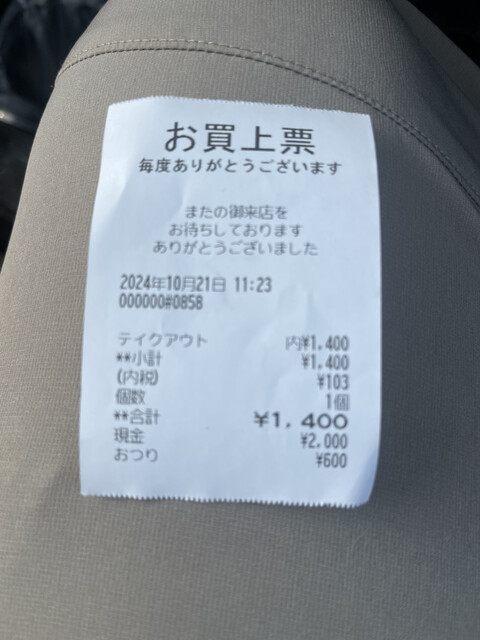 お買上票
毎度ありがとうございます
またの御来店を
お待ちしております
ありがとうございました
2024年10月21日 11:23
000000#0858
テイクアウト 内¥1,400
**小計 ¥1,400
(内税) ¥103
個数 1個
**合計 ¥1,400
現金 ¥2,000
おつり ¥600